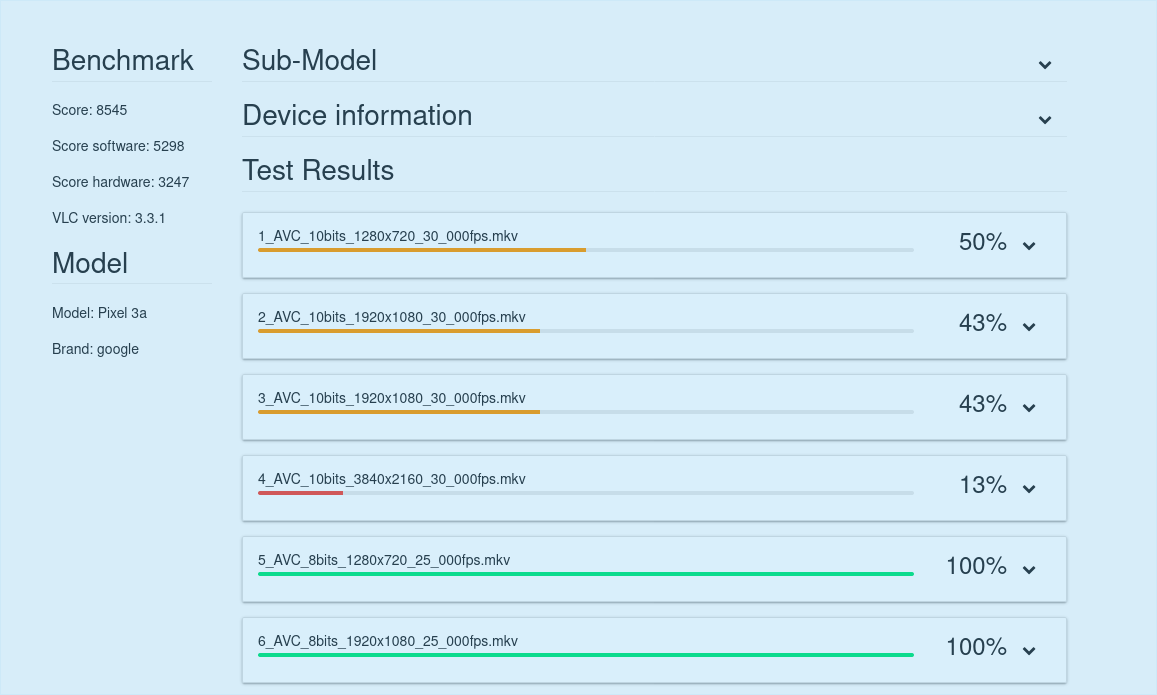 Benchmark
Score: 8545
Score software: 5298
Score hardware: 3247
VLC version: 3.3.1
Model
Model: Pixel 3a
Brand: google
Sub-Model
Device information
Test Results
1_AVC_10bits_1280x720_30_000fps.mkv
50%
2_AVC_10bits_1920x1080_30_000fps.mkv
43%
3_AVC_10bits_1920x1080_30_000fps.mkv
43%
4_AVC_10bits_3840x2160_30_000fps.mkv
13%
5_AVC_8bits_1280x720_25_000fps.mkv
100%
6_AVC_8bits_1920x1080_25_000fps.mkv
100%